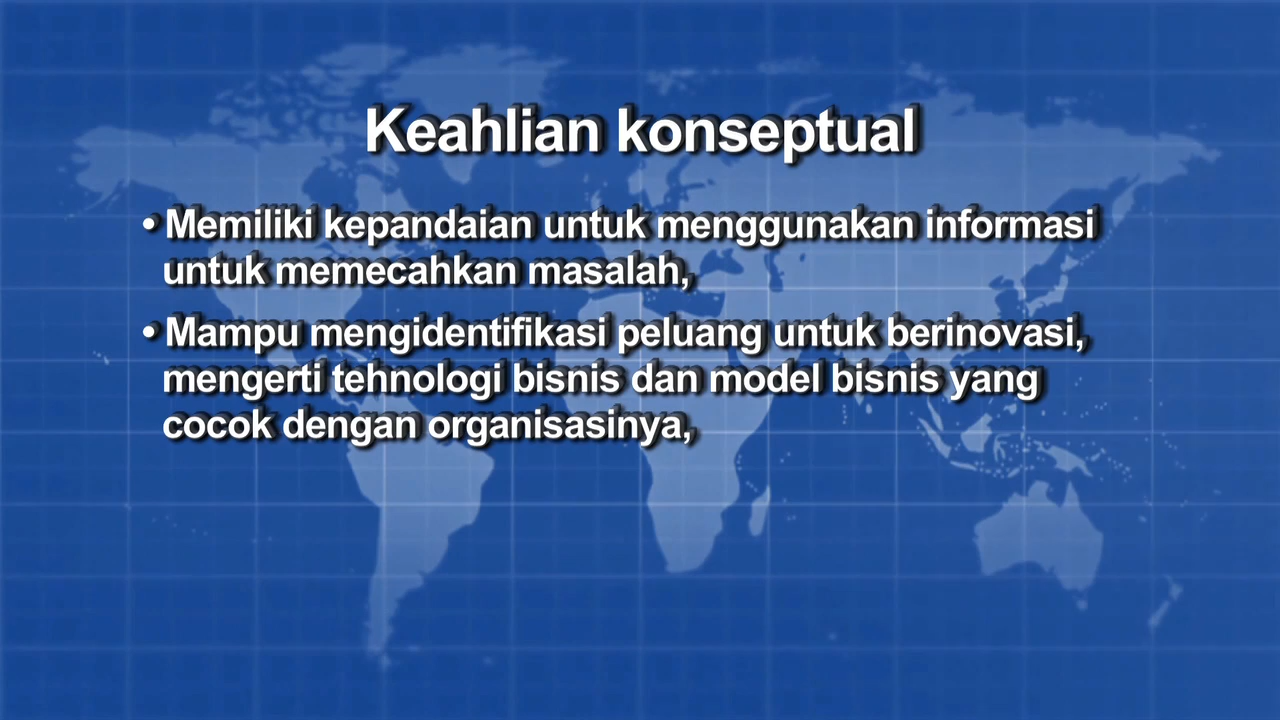 Keahlian konseptual
• Memiliki kepandaian untuk menggunakan informasi
untuk memecahkan masalah,
• Mampu mengidentifikasi peluang untuk berinovasi,
mengerti tehnologi bisnis dan model bisnis yang
cocok dengan organisasinya,